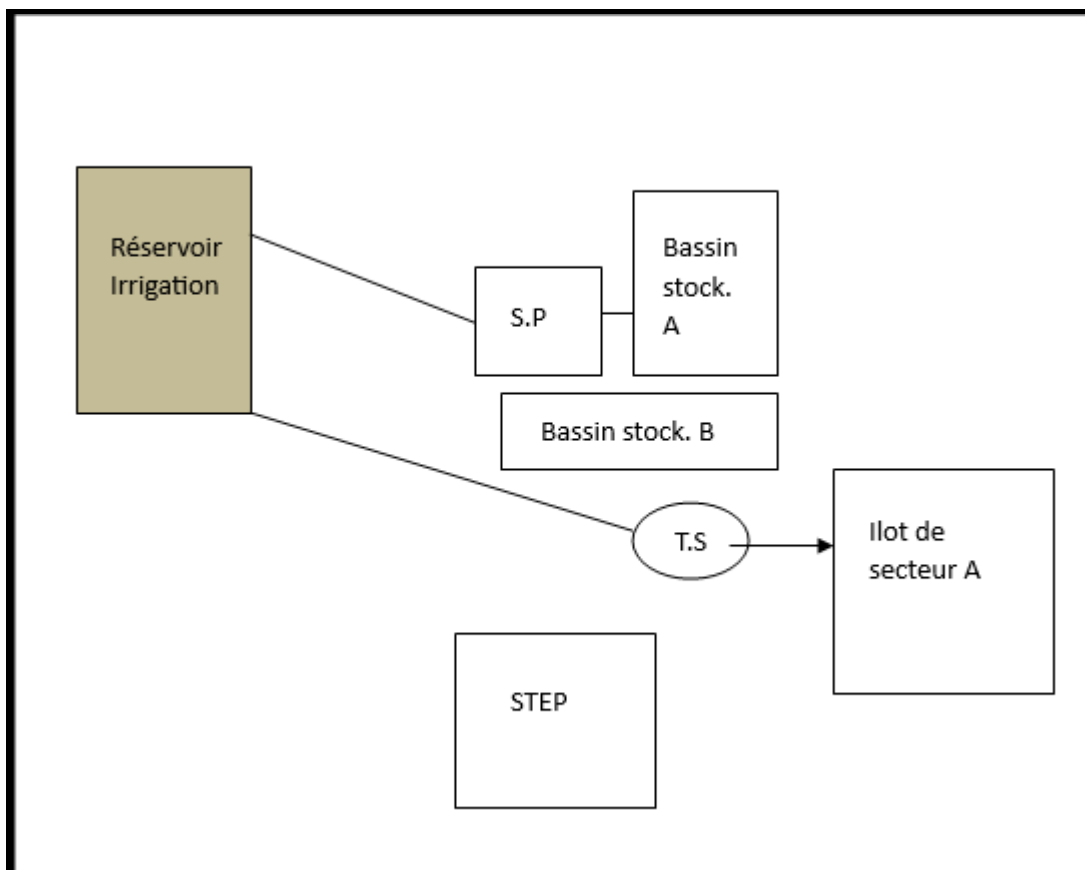 Réservoir
Irrigation
S.P
Bassin
stock.
A
Bassin stock. B
T.S
Ilot de
secteur A
STEP